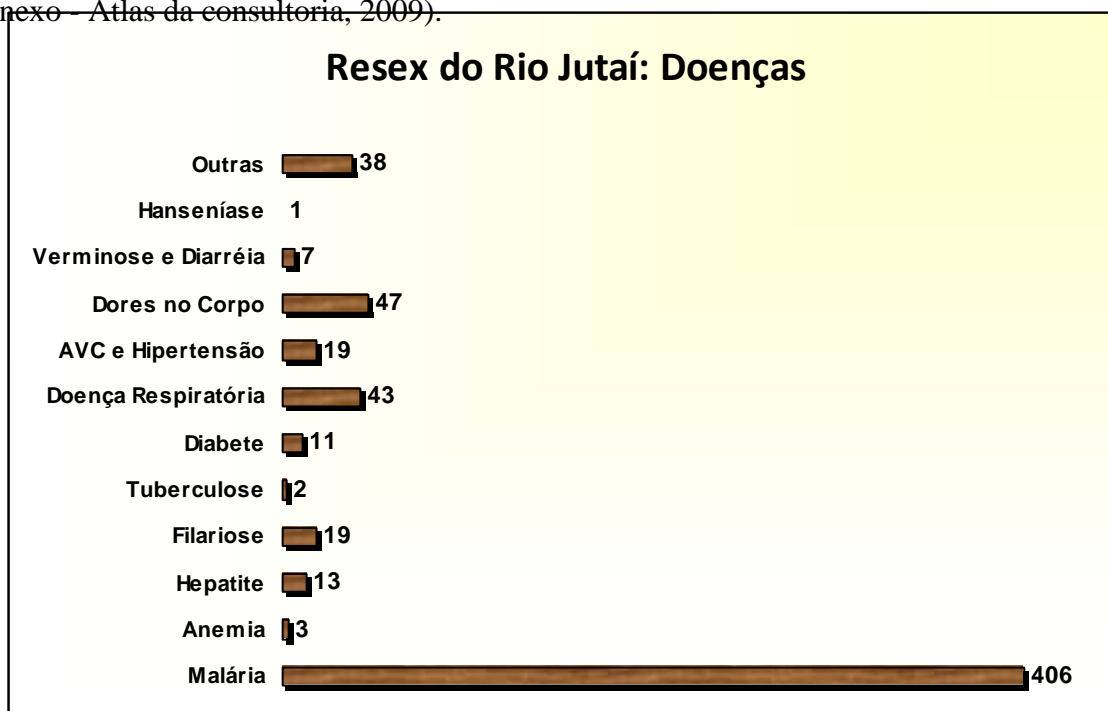 nexo - Atlas da consultoria, 2009).
Resex do Rio Jutaí: Doenças
Outras 38
Hanseníase 1
Verminose e Diarréia 7
Dores no Corpo 47
AVC e Hipertensão 19
Doença Respiratória 43
Diabete 11
Tuberculose 2
Filariose 19
Hepatite 13
Anemia 3
Malária 406